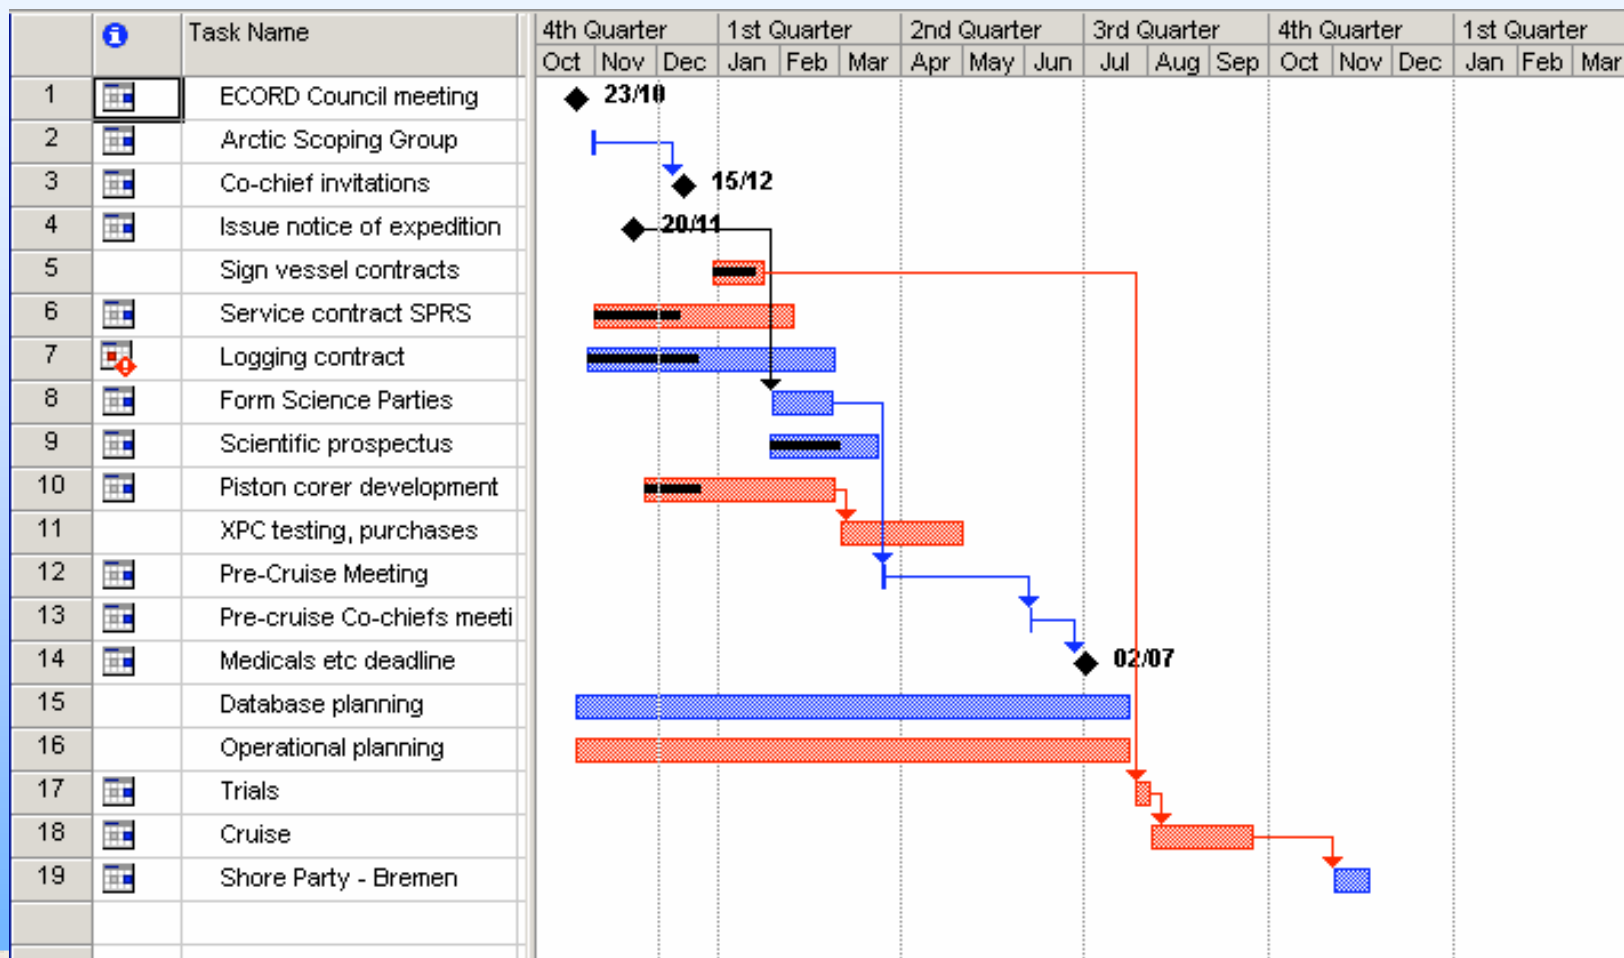 Task Name 4th Quarter 1st Quarter 2nd Quarter 3rd Quarter 4th Quarter 1st Quarter
Oct Nov Dec Jan Feb Mar Apr May Jun Jul Aug Sep Oct Nov Dec Jan Feb Mar
1 ECORD Council meeting 23/10
2 Arctic Scoping Group
3 Co-chief invitations 15/12
4 Issue notice of expedition 20/11
5 Sign vessel contracts
6 Service contract SPRS
7 Logging contract
8 Form Science Parties
9 Scientific prospectus
10 Piston corer development
11 XPC testing, purchases
12 Pre-Cruise Meeting
13 Pre-cruise Co-chiefs meeti
14 Medicals etc deadline 02/07
15 Database planning
16 Operational planning
17 Trials
18 Cruise
19 Shore Party - Bremen